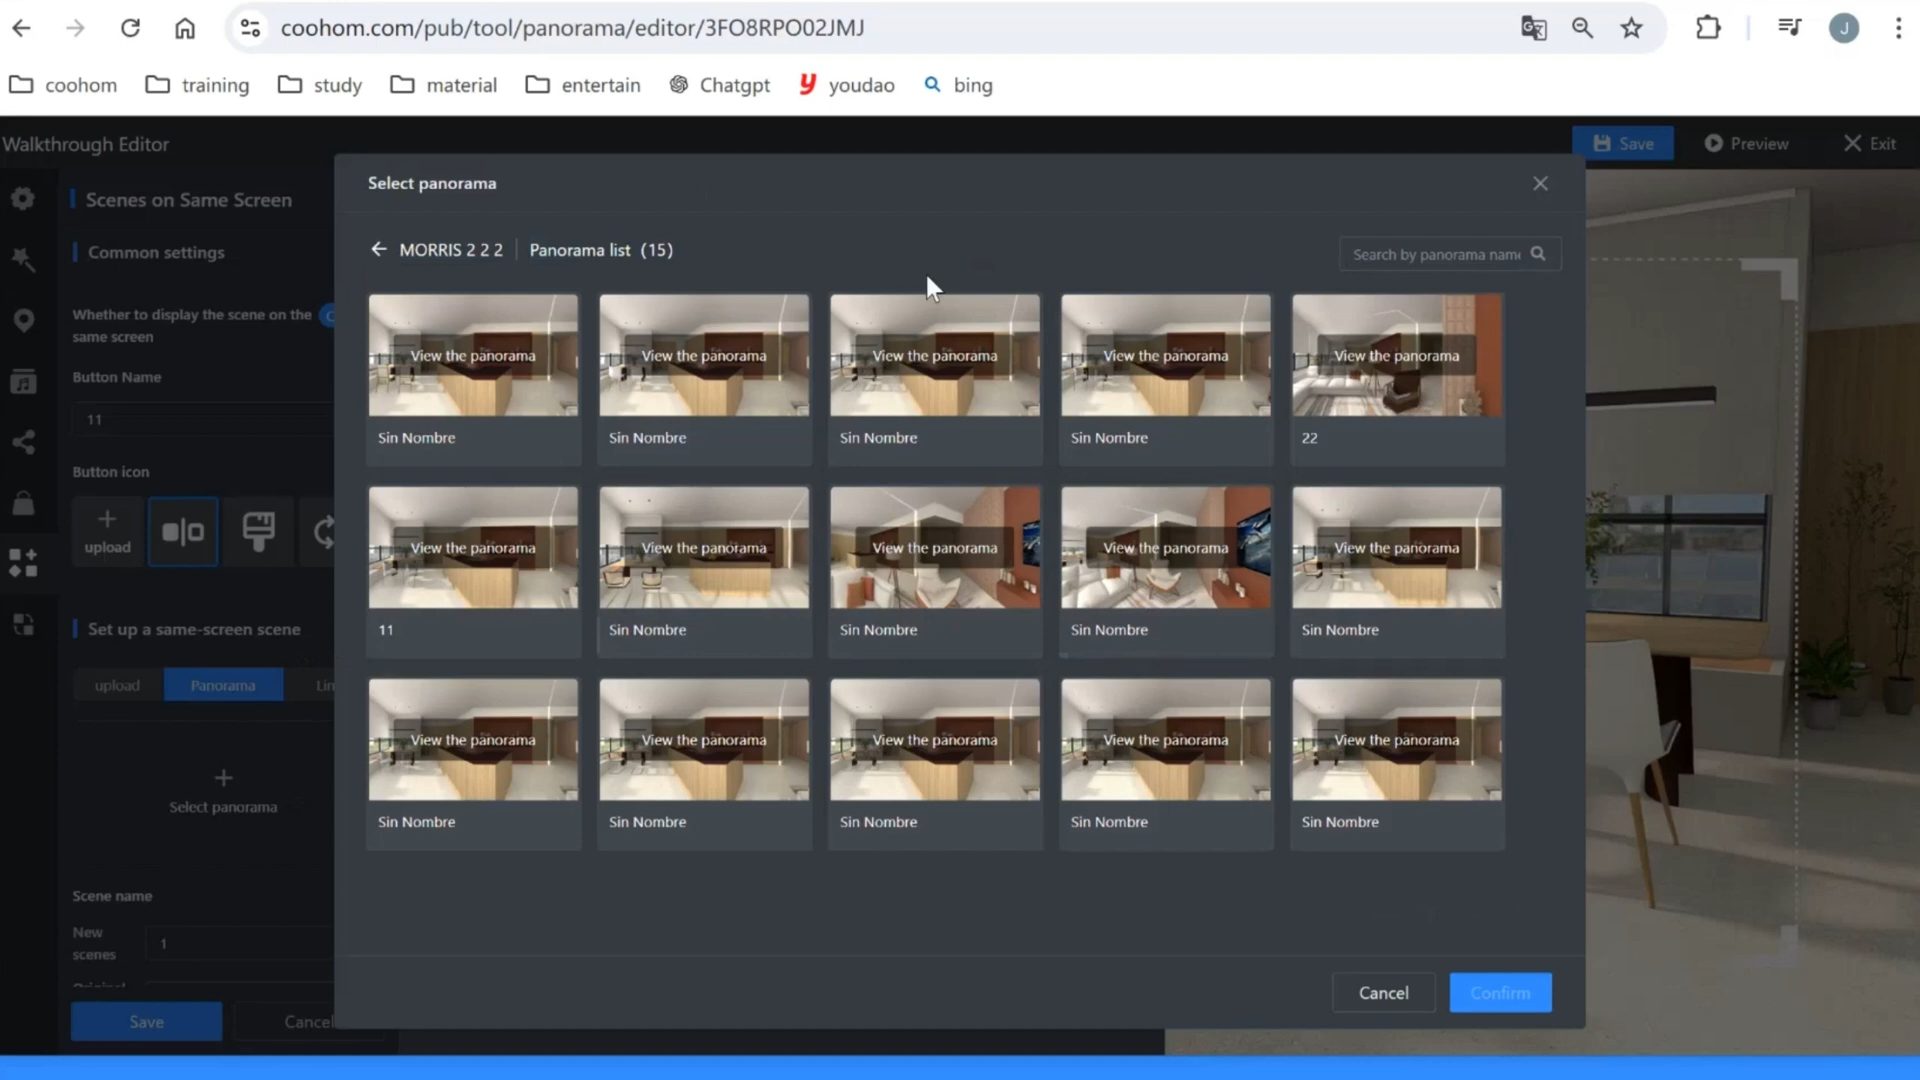 coohom.com/pub/tool/panorama/editor/3FO8RPO02JMJ
J
coohom
training
study
material
entertain
Chatgpt
youdao
bing
Walkthrough Editor
Save
Preview
Exit
Scenes on Same Screen
Common settings
Whether to display the scene on the
same screen
Button Name
11
Button icon
upload
Set up a same-screen scene
upload
Panorama
Select panorama
Scene name
New
scenes
1
Save
Cancel
Select panorama
MORRIS 2 2 2
Panorama list (15)
Search by panorama name
View the panorama
View the panorama
View the panorama
View the panorama
View the panorama
Sin Nombre
Sin Nombre
Sin Nombre
Sin Nombre
22
View the panorama
View the panorama
View the panorama
View the panorama
View the panorama
11
Sin Nombre
Sin Nombre
Sin Nombre
Sin Nombre
View the panorama
View the panorama
View the panorama
View the panorama
View the panorama
Sin Nombre
Sin Nombre
Sin Nombre
Sin Nombre
Sin Nombre
Cancel
Confirm